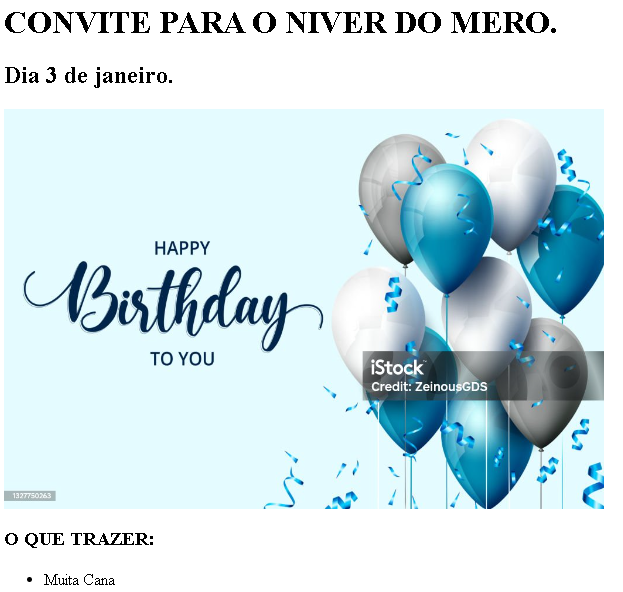 CONVITE PARA O NIVER DO MERO.
Dia 3 de janeiro.
HAPPY
Birthday
TO YOU
iStock™
Credit: ZeinousGDS
1327750263
O QUE TRAZER:
• Muita Cana